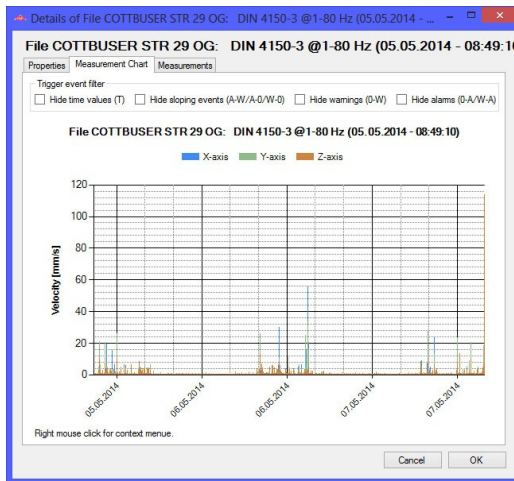 Details of File COTTBUSER STR 29 OG: DIN 4150-3 @1-80 Hz (05.05.2014 - ...
File COTTBUSER STR 29 OG: DIN 4150-3 @1-80 Hz (05.05.2014 - 08:49:10
Properties Measurement Chart Measurements
Trigger event filter
Hide time values (T) Hide sloping events (A-W/A-0/W-0) Hide warnings (0-W) Hide alarms (0-A/W-A)
File COTTBUSER STR 29 OG: DIN 4150-3 @1-80 Hz (05.05.2014 - 08:49:10)
X-axis Y-axis Z-axis
120
100
80
60
40
20
0
Velocity [mm/s]
05.05.2014 06.05.2014 06.05.2014 07.05.2014 07.05.2014
Right mouse click for context menue.
Cancel OK